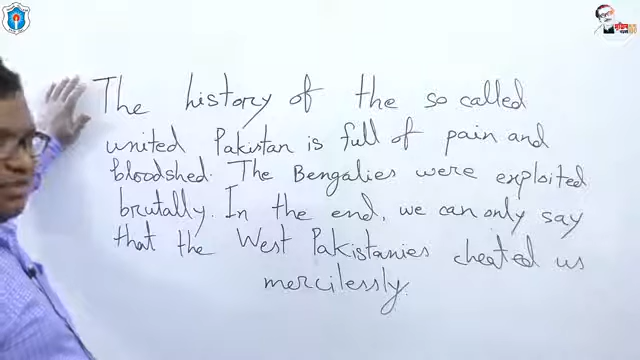 The history of the so called
united Pakistan is full of pain and
bloodshed. The Bengalies were exploited
brutally. In the end, we can only say
that the West Pakistanies cheated us
mercilessly.